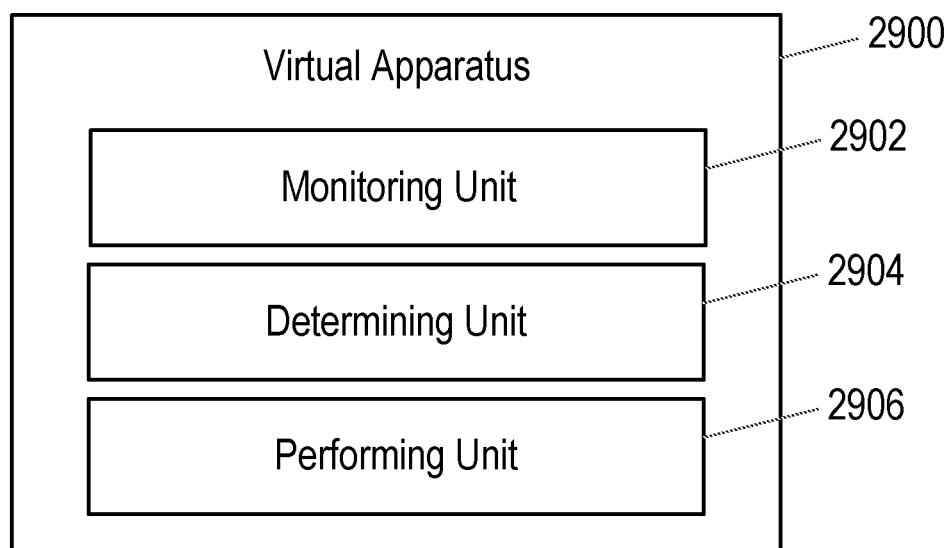 2900
Virtual Apparatus
2902
Monitoring Unit
2904
Determining Unit
2906
Performing Unit